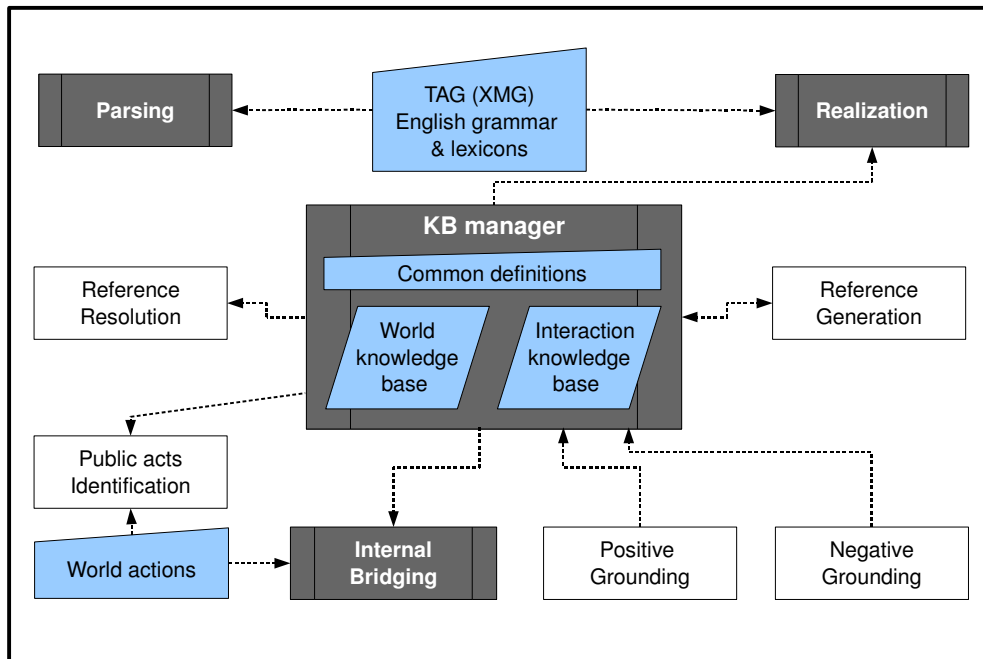 Parsing
TAG (XMG)
English grammar
& lexicons
Realization
KB manager
Common definitions
Reference
Resolution
World
knowledge
base
Interaction
knowledge
base
Reference
Generation
Public acts
Identification
World actions
Internal
Bridging
Positive
Grounding
Negative
Grounding